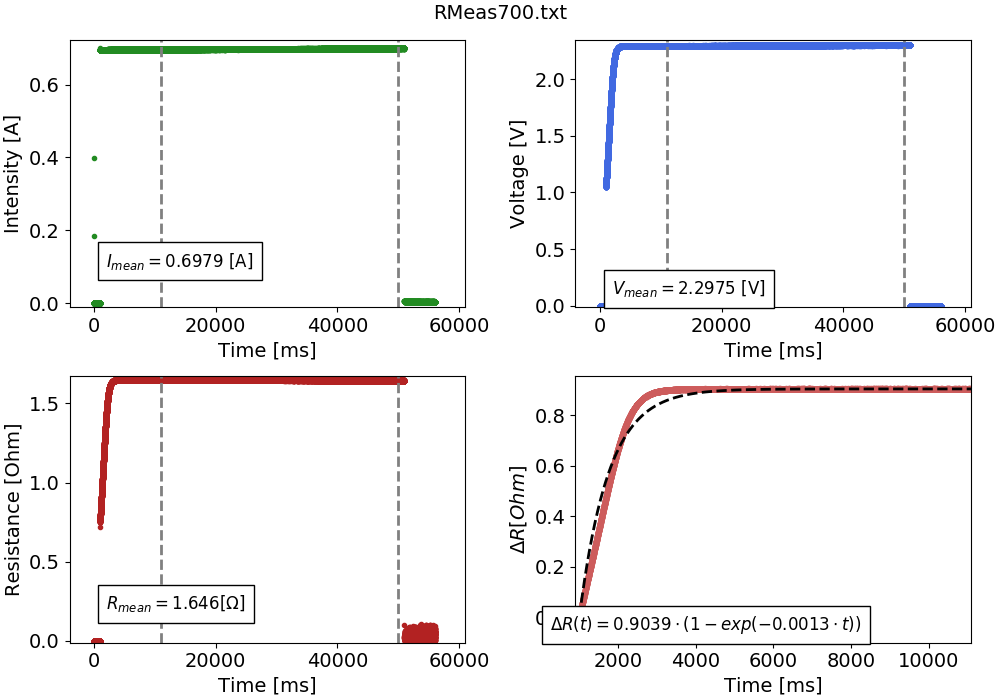 RMeas700.txt
Intensity [A]
0.6
0.4
0.2
0.0
I_mean = 0.6979 [A]
0 20000 40000 60000
Time [ms]
Voltage [V]
2.0
1.5
1.0
0.5
0.0
V_mean = 2.2975 [V]
0 20000 40000 60000
Time [ms]
Resistance [Ohm]
1.5
1.0
0.5
0.0
R_mean = 1.646[Ω]
0 20000 40000 60000
Time [ms]
ΔR[Ohm]
0.8
0.6
0.4
0.2
ΔR(t) = 0.9039 · (1 − exp(−0.0013 · t))
2000 4000 6000 8000 10000
Time [ms]